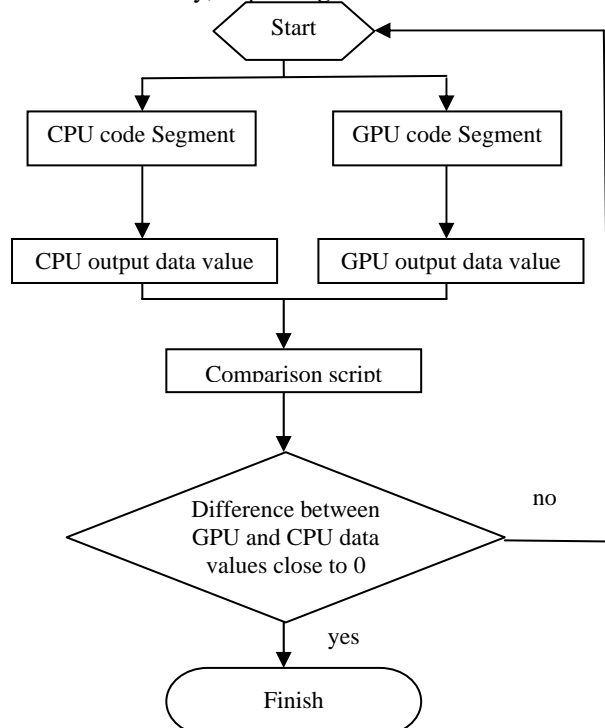 Start
CPU code Segment
GPU code Segment
CPU output data value
GPU output data value
Comparison script
Difference between
GPU and CPU data
values close to 0
no
yes
Finish